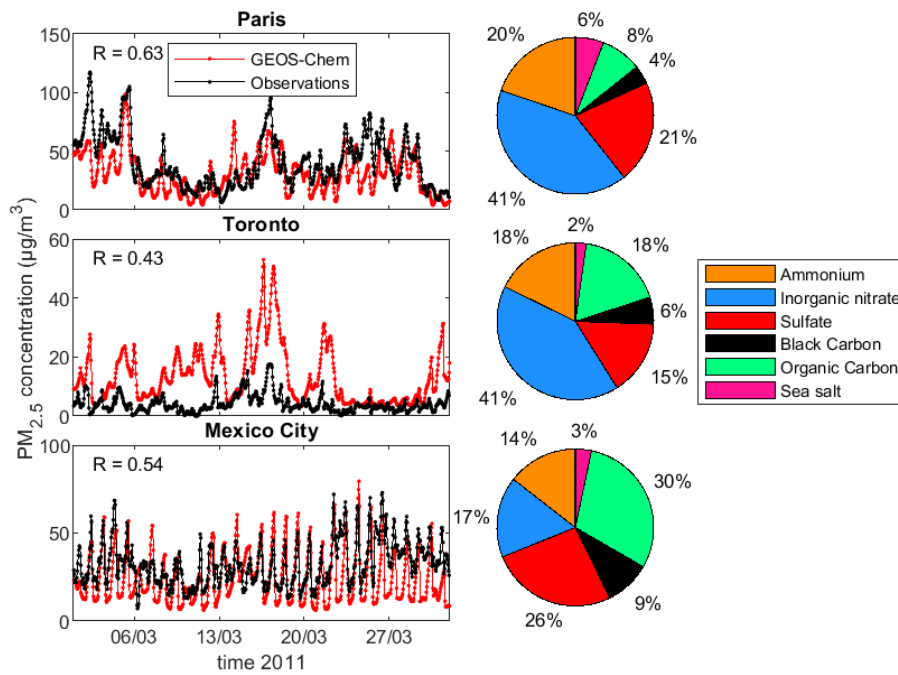 Paris
150
100
50
0
R = 0.63
GEOS-Chem
Observations
6%
8%
4%
21%
41%
20%
Toronto
60
40
20
0
R = 0.43
2%
18%
6%
15%
41%
18%
Ammonium
Inorganic nitrate
Sulfate
Black Carbon
Organic Carbon
Sea salt
PM2.5 concentration (μg/m³)
Mexico City
100
50
0
R = 0.54
3%
30%
9%
26%
17%
14%
06/03 13/03 20/03 27/03
time 2011